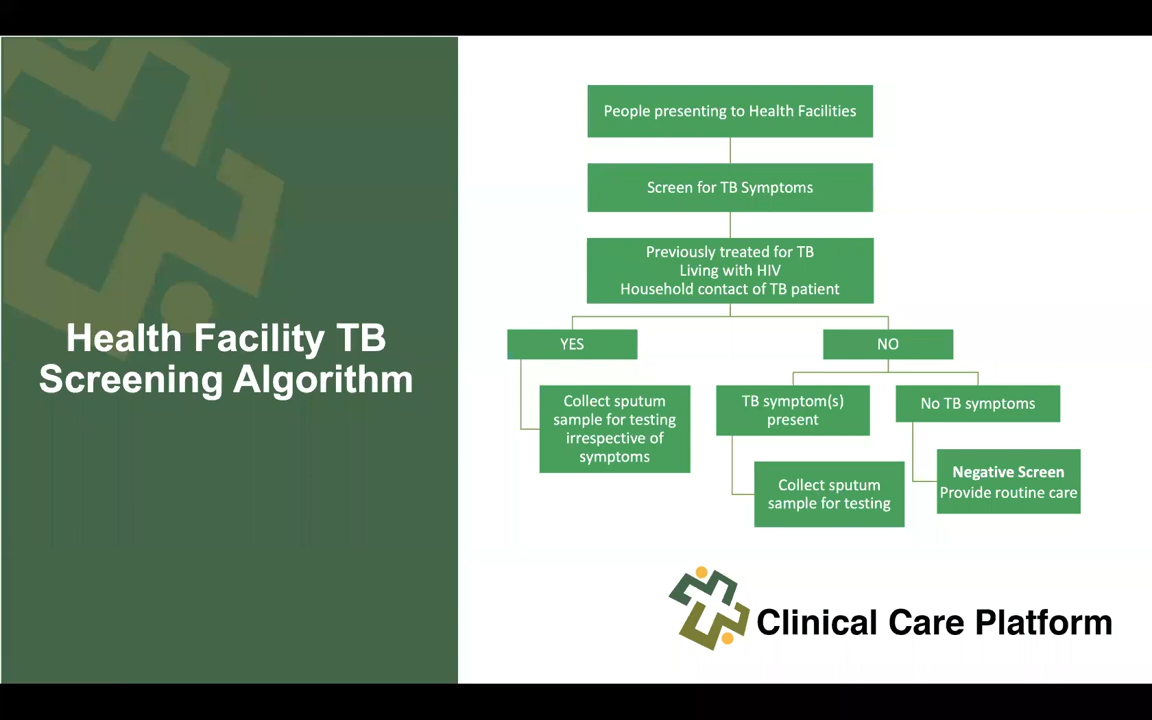 Health Facility TB
Screening Algorithm
People presenting to Health Facilities
Screen for TB Symptoms
Previously treated for TB
Living with HIV
Household contact of TB patient
YES
NO
Collect sputum
sample for testing
irrespective of
symptoms
TB symptom(s)
present
No TB symptoms
Collect sputum
sample for testing
Negative Screen
Provide routine care
Clinical Care Platform